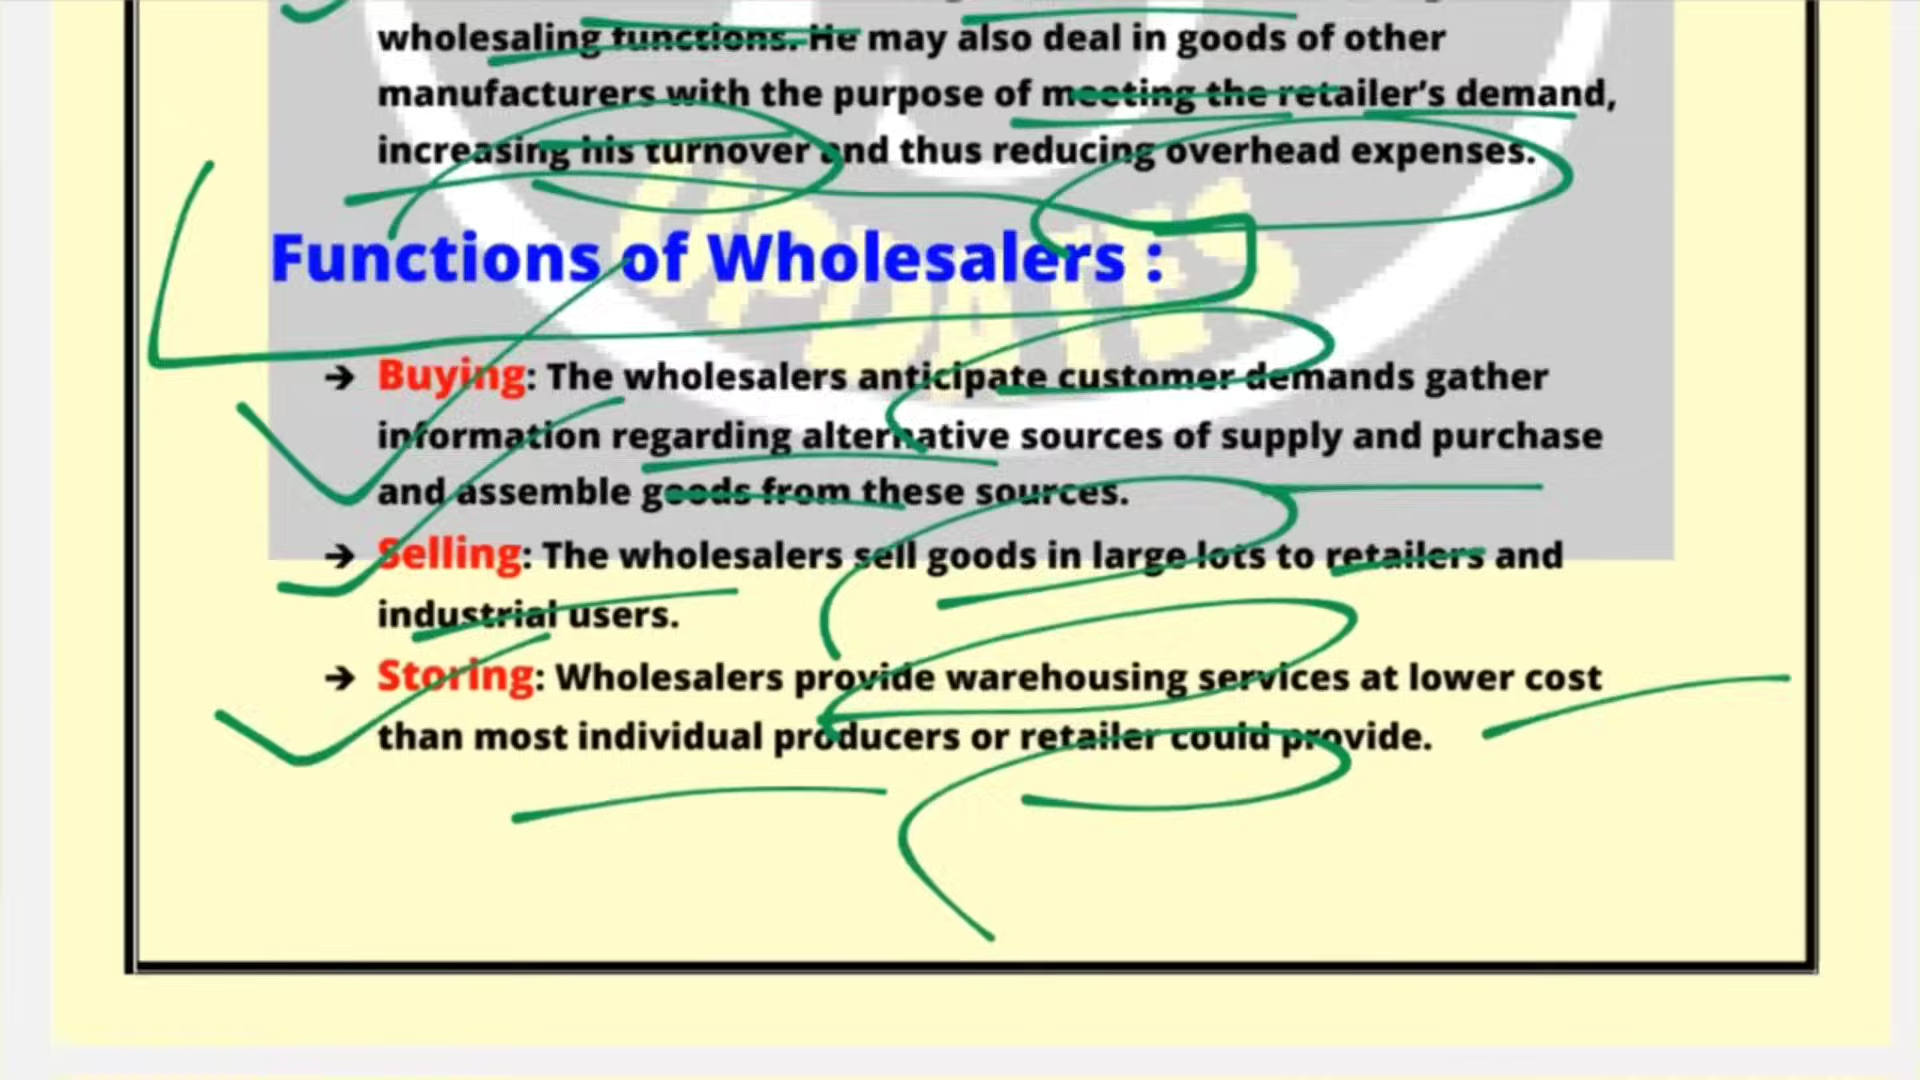 wholesaling functions. He may also deal in goods of other
manufacturers with the purpose of meeting the retailer’s demand,
increasing his turnover and thus reducing overhead expenses.
UPDATES
Functions of Wholesalers :
➔ Buying: The wholesalers anticipate customer demands gather
information regarding alternative sources of supply and purchase
and assemble goods from these sources.
➔ Selling: The wholesalers sell goods in large lots to retailers and
industrial users.
➔ Storing: Wholesalers provide warehousing services at lower cost
than most individual producers or retailer could provide.